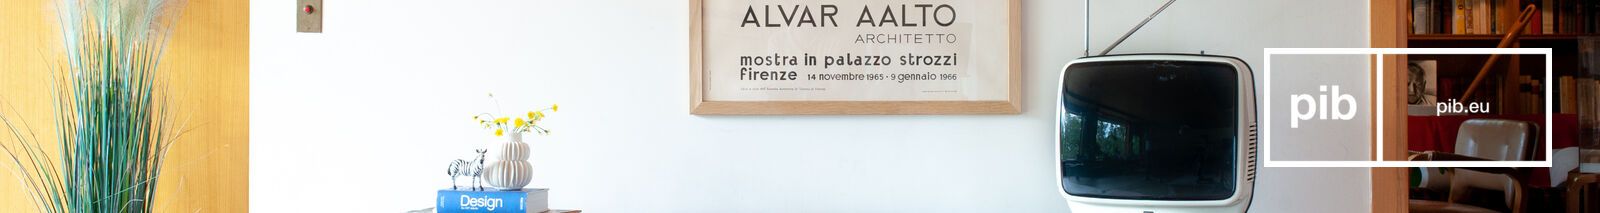 ALVAR AALTO
ARCHITETTO
mostra in palazzo strozzi
firenze 14 novembre 1965 - 9 gennaio 1966
Design
pib
pib.eu